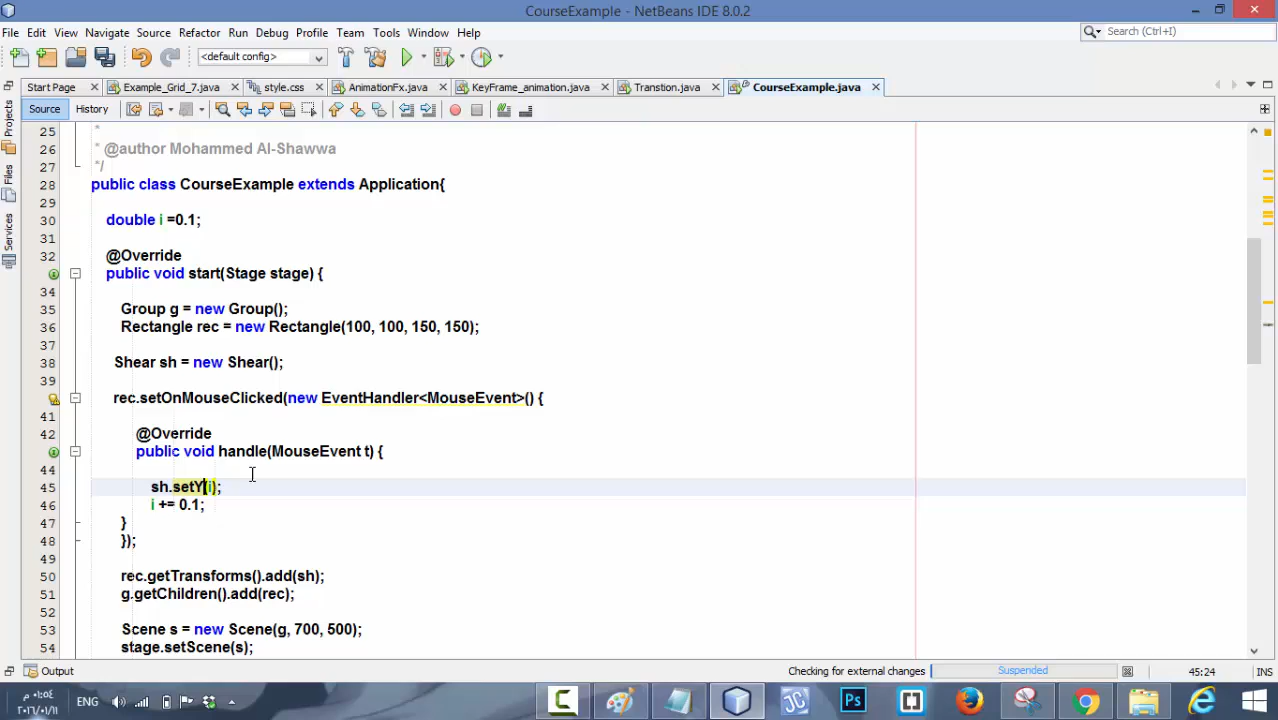 CourseExample - NetBeans IDE 8.0.2
File Edit View Navigate Source Refactor Run Debug Profile Team Tools Window Help
Search (Ctrl+I)
<default config>
Start Page Example_Grid_7.java style.css AnimationFx.java KeyFrame_animation.java Transtion.java CourseExample.java
Source History
Projects
Files
Services
25 *
26 * @author Mohammed Al-Shawwa
27 */
28 public class CourseExample extends Application{
29
30 double i =0.1;
31
32 @Override
public void start(Stage stage) {
34
35 Group g = new Group();
36 Rectangle rec = new Rectangle(100, 100, 150, 150);
37
38 Shear sh = new Shear();
39
rec.setOnMouseClicked(new EventHandler<MouseEvent>() {
41
42 @Override
public void handle(MouseEvent t) {
44
45 sh.setY(i);
46 i += 0.1;
47 }
48 });
49
50 rec.getTransforms().add(sh);
51 g.getChildren().add(rec);
52
53 Scene s = new Scene(g, 700, 500);
54 stage.setScene(s);
Output Checking for external changes Suspended 45:24 INS
ENG
JC Ps